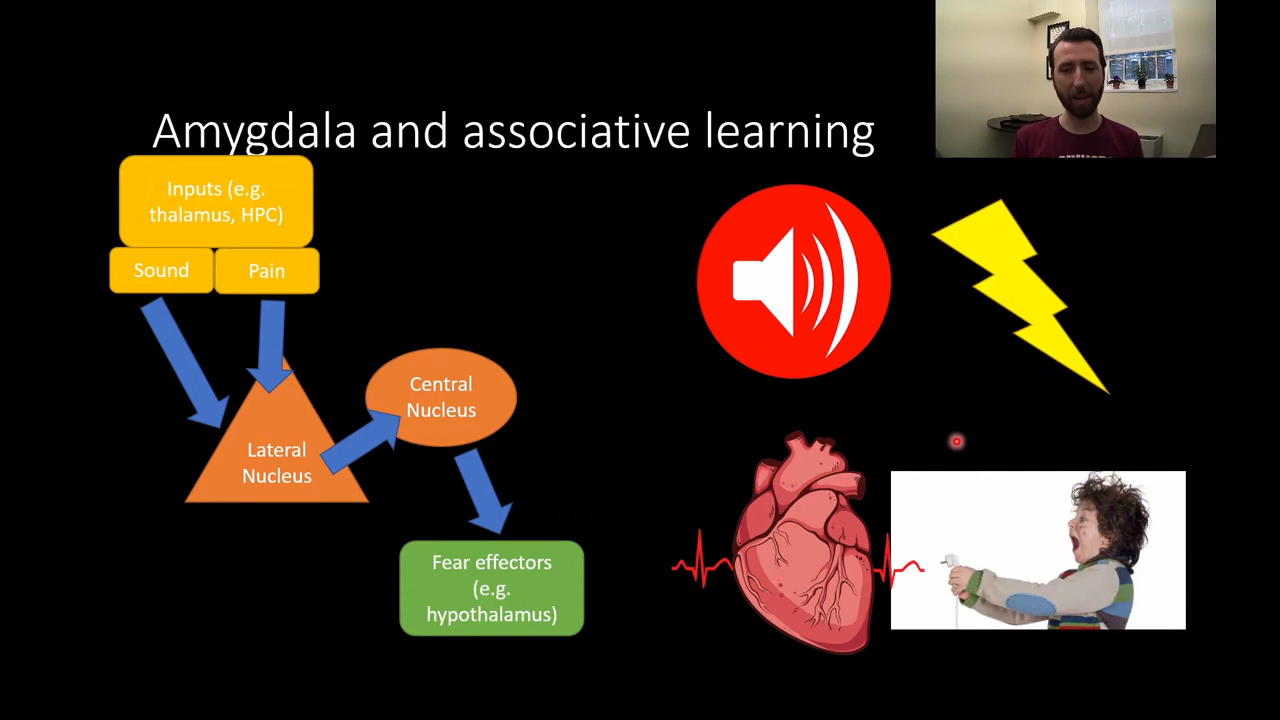 Amygdala and associative learning
Inputs (e.g.
thalamus, HPC)
Sound
Pain
Central
Nucleus
Lateral
Nucleus
Fear effectors
(e.g.
hypothalamus)